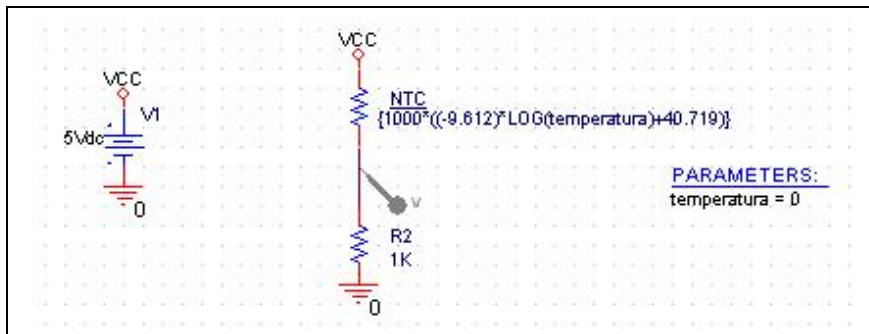 VCC
VCC
V1
5Vdc
0
NTC
{1000*((-9.612)*LOG(temperatura)+40.719)}
V
R2
1K
0
PARAMETERS:
temperatura = 0